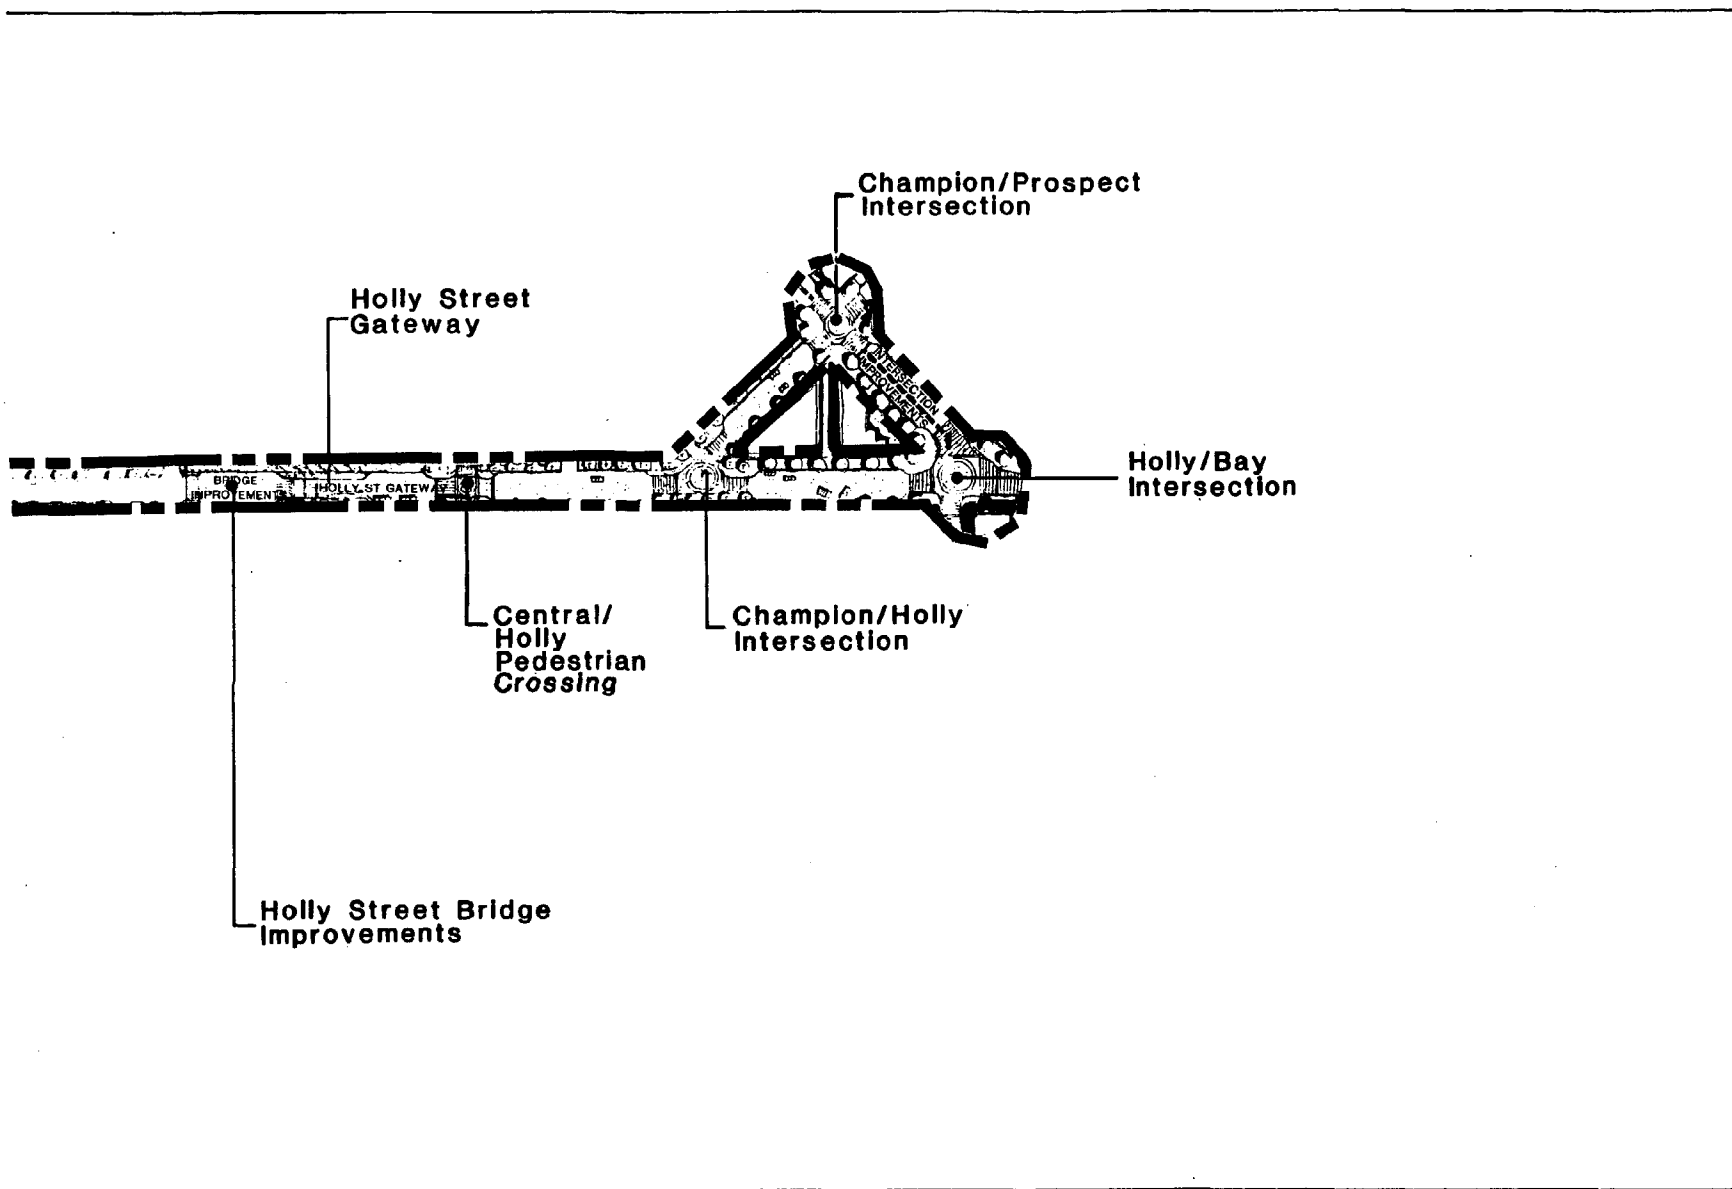 Champion/Prospect
Intersection
Holly Street
Gateway
INTERSECTION
IMPROVEMENTS
Holly/Bay
Intersection
BRIDGE
IMPROVEMENTS
HOLLY ST GATEWAY
Central/
Holly
Pedestrian
Crossing
Champion/Holly
Intersection
Holly Street Bridge
Improvements